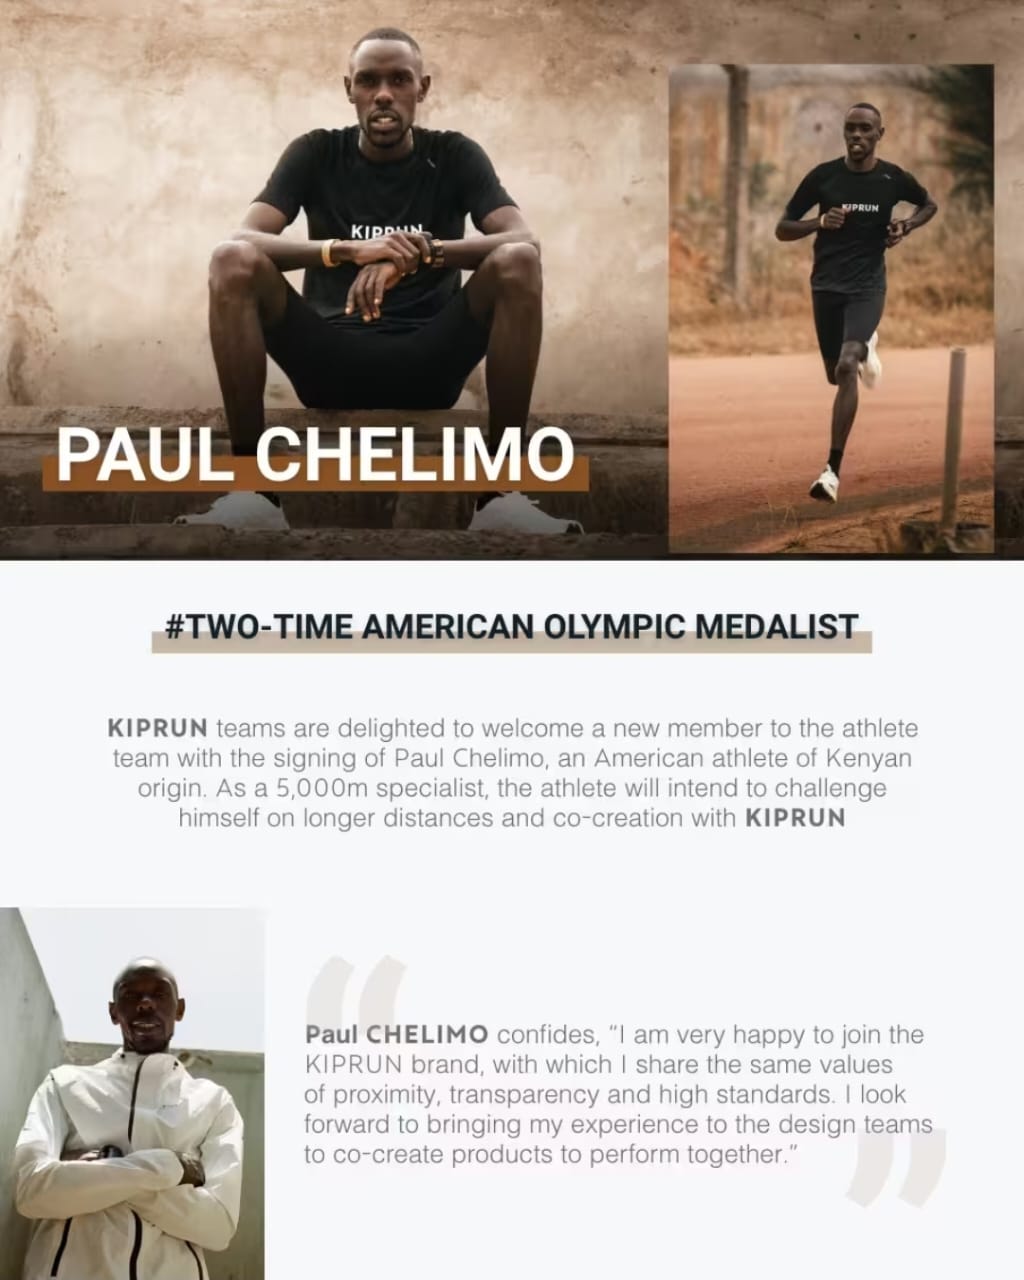 KIPRUN
KIPRUN
PAUL CHELIMO
#TWO-TIME AMERICAN OLYMPIC MEDALIST
KIPRUN teams are delighted to welcome a new member to the athlete
team with the signing of Paul Chelimo, an American athlete of Kenyan
origin. As a 5,000m specialist, the athlete will intend to challenge
himself on longer distances and co-creation with KIPRUN
“
Paul CHELIMO confides, “I am very happy to join the
KIPRUN brand, with which I share the same values
of proximity, transparency and high standards. I look
forward to bringing my experience to the design teams
to co-create products to perform together.”
”